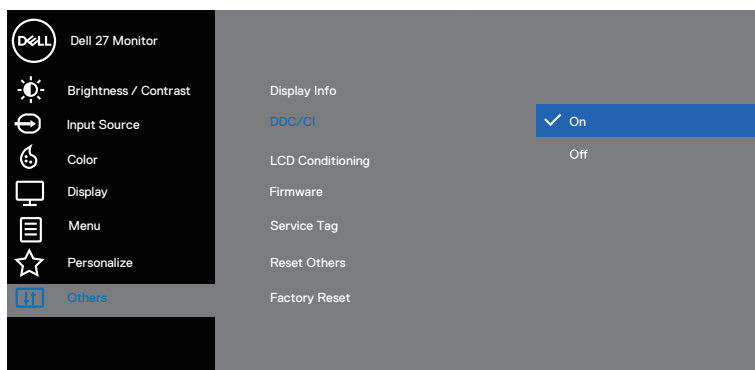 DELL
Dell 27 Monitor
Brightness / Contrast
Input Source
Color
Display
Menu
Personalize
Others
Display Info
DDC/CI
LCD Conditioning
Firmware
Service Tag
Reset Others
Factory Reset
On
Off